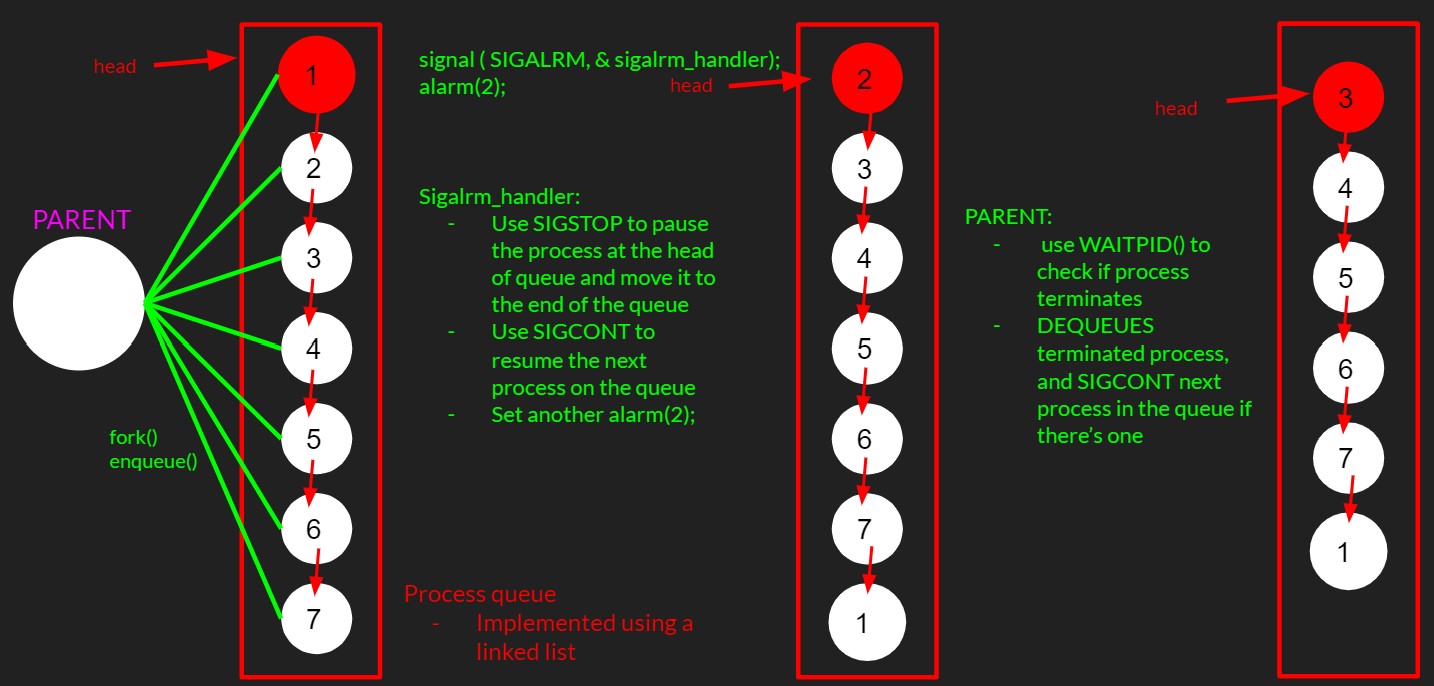 head
1
2
3
4
5
6
7
PARENT
fork()
enqueue()
signal ( SIGALRM, & sigalrm_handler);
alarm(2);
Sigalrm_handler:
- Use SIGSTOP to pause
the process at the head
of queue and move it to
the end of the queue
- Use SIGCONT to
resume the next
process on the queue
- Set another alarm(2);
Process queue
- Implemented using a
linked list
head
2
3
4
5
6
7
1
PARENT:
- use WAITPID() to
check if process
terminates
- DEQUEUES
terminated process,
and SIGCONT next
process in the queue if
there's one
head
3
4
5
6
7
1